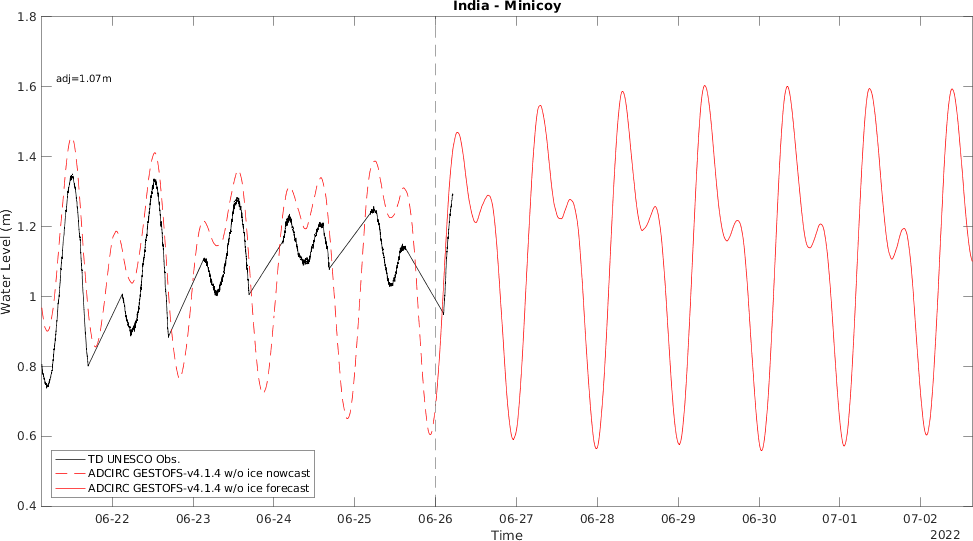 India - Minicoy
adj=1.07m
Water Level (m)
1.8
1.6
1.4
1.2
1
0.8
0.6
0.4
TD UNESCO Obs.
ADCIRC GESTOFS-v4.1.4 w/o ice nowcast
ADCIRC GESTOFS-v4.1.4 w/o ice forecast
06-22 06-23 06-24 06-25 06-26 06-27 06-28 06-29 06-30 07-01 07-02
Time
2022